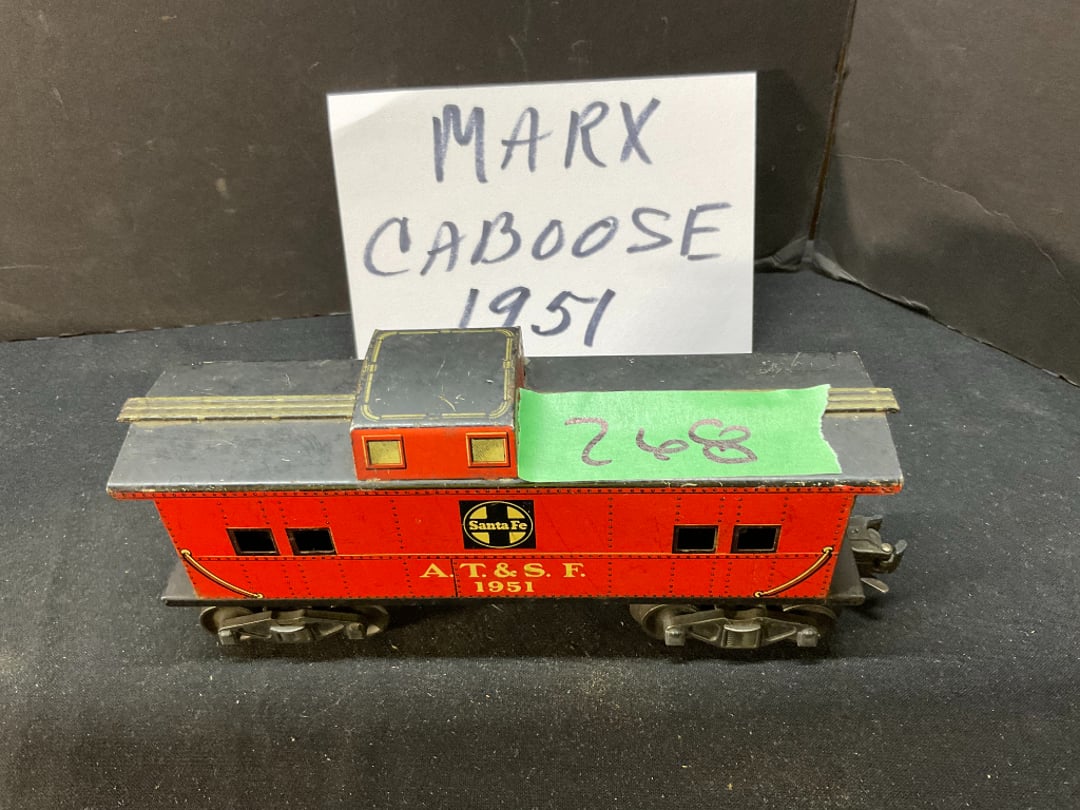 MARX
CABOOSE
1951
268
Santa Fe
A.T.& S. F.
1951